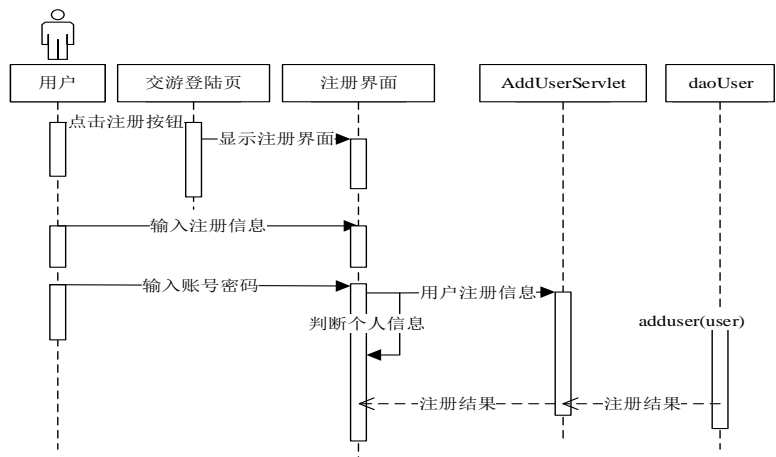 用户
交游登陆页
注册界面
AddUserServlet
daoUser
点击注册按钮
显示注册界面
输入注册信息
输入账号密码
用户注册信息
判断个人信息
adduser(user)
注册结果
注册结果